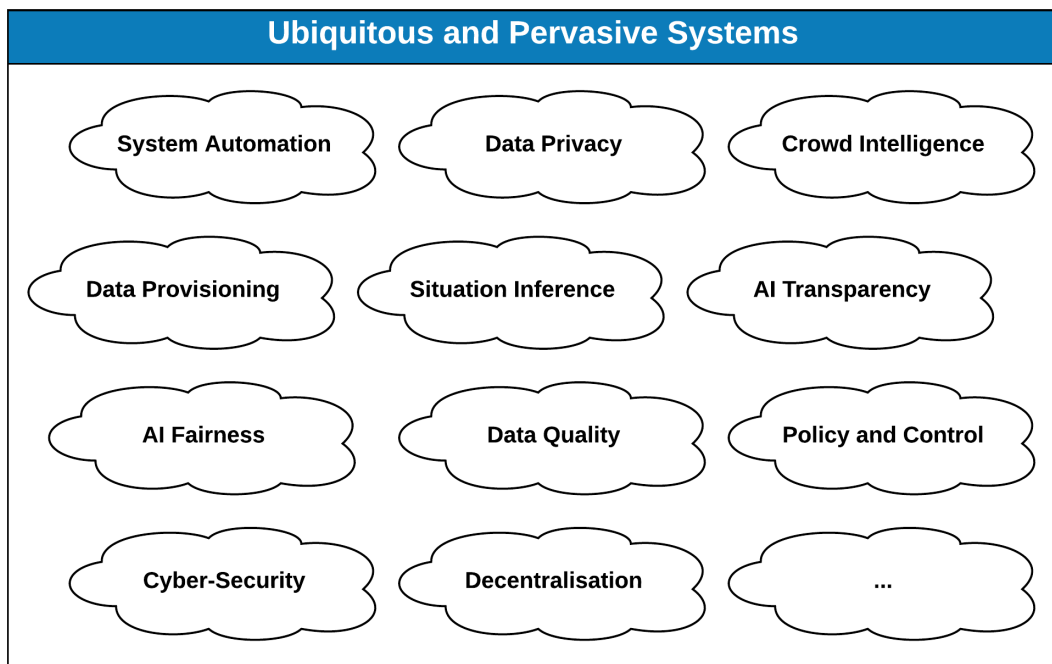 Ubiquitous and Pervasive Systems
System Automation
Data Privacy
Crowd Intelligence
Data Provisioning
Situation Inference
AI Transparency
AI Fairness
Data Quality
Policy and Control
Cyber-Security
Decentralisation
...